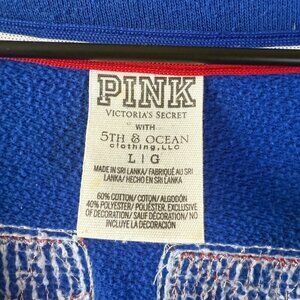 PINK
VICTORIA'S SECRET
WITH
5TH & OCEAN
clothing, LLC
L | G
MADE IN SRI LANKA/ FABRIQUÉ AU SRI
LANKA/ HECHO EN SRI LANKA
60% COTTON/ COTON/ALGODÓN
40% POLYESTER/ POLIÉSTER. EXCLUSIVE
OF DECORATION/ SAUF DÉCORATION/ NO
INCLUYE LA DECORACIÓN